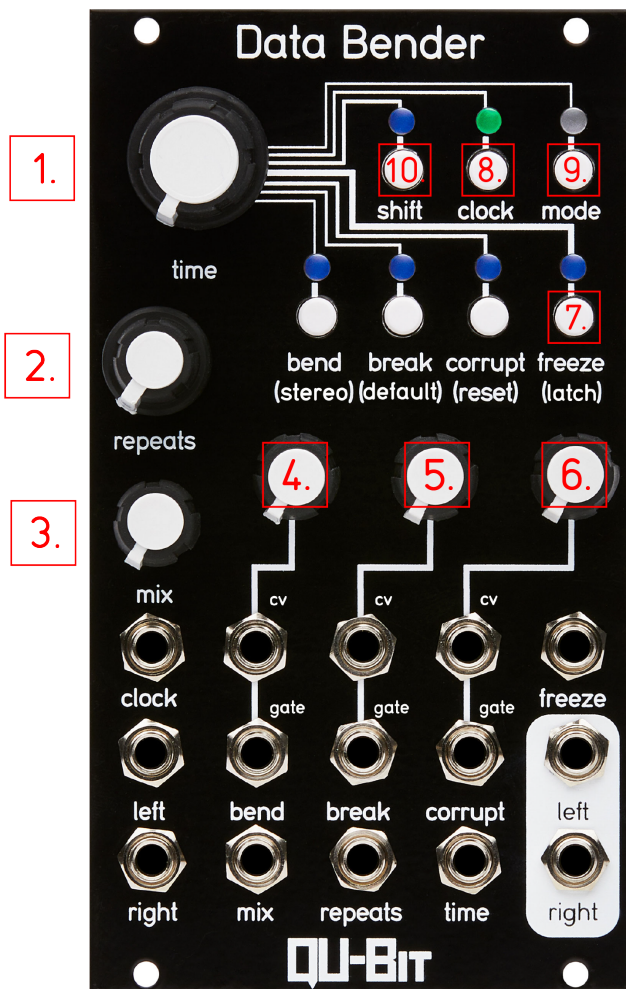 Data Bender
1.
10
8.
9.
shift clock mode
time
7.
2.
bend break corrupt freeze
(stereo) (default) (reset) (latch)
repeats
4.
5.
6.
3.
mix
cv cv cv
clock
freeze
gate gate gate
left bend break corrupt left
right mix repeats time right
QU-BIT